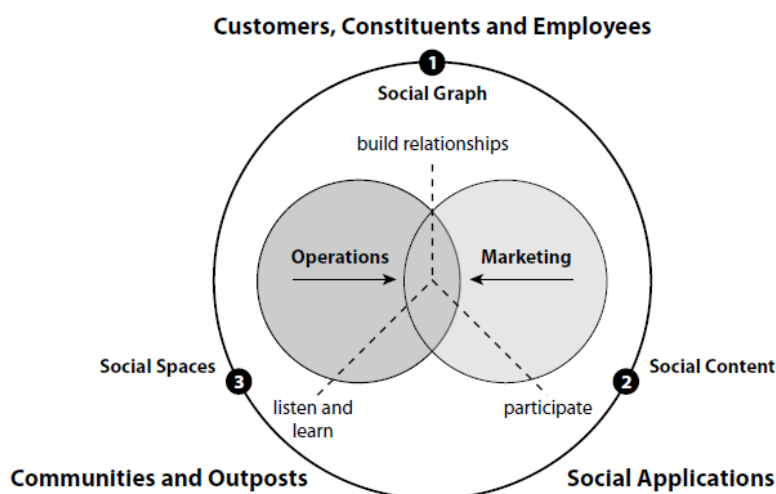 Customers, Constituents and Employees
1
Social Graph
build relationships
Operations
Marketing
Social Spaces
3
2
Social Content
listen and
learn
participate
Communities and Outposts
Social Applications